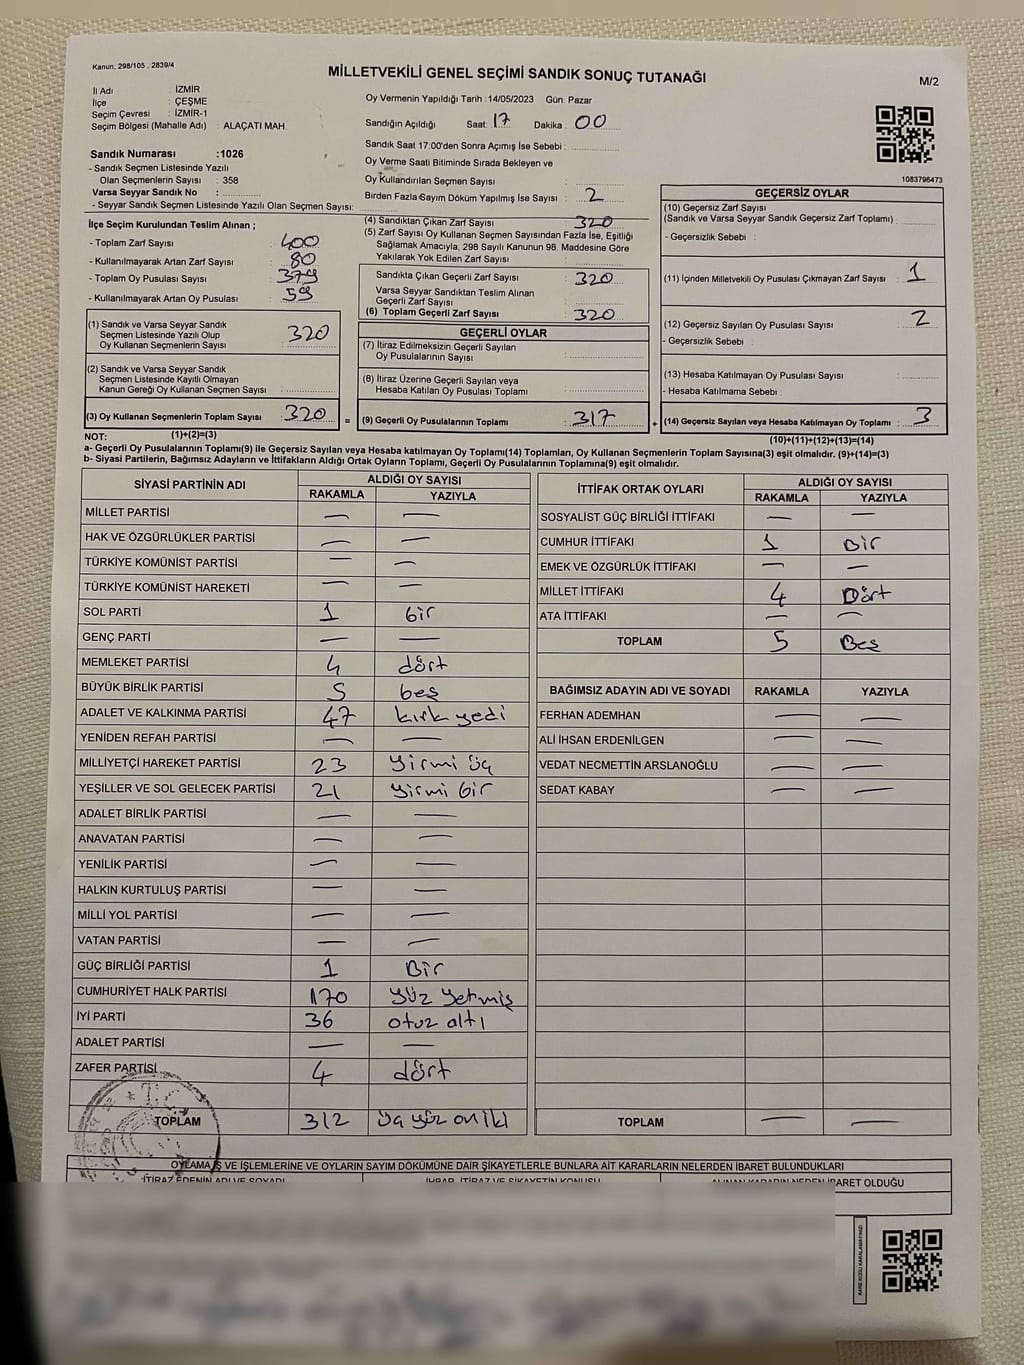 Kanun: 298/105 , 2839/4
MİLLETVEKİLİ GENEL SEÇİMİ SANDIK SONUÇ TUTANAĞI
M/2
İl Adı : İZMİR
İlçe : ÇEŞME
Seçim Çevresi : İZMİR-1
Seçim Bölgesi (Mahalle Adı) : ALAÇATI MAH.
Sandık Numarası :1026
- Sandık Seçmen Listesinde Yazılı
Olan Seçmenlerin Sayısı : 358
Varsa Seyyar Sandık No :
- Seyyar Sandık Seçmen Listesinde Yazılı Olan Seçmen Sayısı:
Oy Vermenin Yapıldığı Tarih :14/05/2023 Gün: Pazar
Sandığın Açıldığı Saat: 17 Dakika : 00
Sandık Saat 17:00'den Sonra Açımış İse Sebebi :
Oy Verme Saati Bitiminde Sırada Bekleyen ve
Oy Kullandırılan Seçmen Sayısı :
Birden Fazla Sayım Döküm Yapılmış İse Sayısı : 2
1083796473
İlçe Seçim Kurulundan Teslim Alınan ;
- Toplam Zarf Sayısı : 400
- Kullanılmayarak Artan Zarf Sayısı : 80
- Toplam Oy Pusulası Sayısı : 379
- Kullanılmayarak Artan Oy Pusulası : 59
(4) Sandıktan Çıkan Zarf Sayısı : 320
(5) Zarf Sayısı Oy Kullanan Seçmen Sayısından Fazla İse, Eşitliği
Sağlamak Amacıyla, 298 Sayılı Kanunun 98. Maddesine Göre
Yakılarak Yok Edilen Zarf Sayısı :
Sandıkta Çıkan Geçerli Zarf Sayısı : 320
Varsa Seyyar Sandıktan Teslim Alınan
Geçerli Zarf Sayısı :
(6) Toplam Geçerli Zarf Sayısı : 320
GEÇERSİZ OYLAR
(10) Geçersiz Zarf Sayısı
(Sandık ve Varsa Seyyar Sandık Geçersiz Zarf Toplamı) :
- Geçersizlik Sebebi :
(11) İçinden Milletvekili Oy Pusulası Çıkmayan Zarf Sayısı : 1
(12) Geçersiz Sayılan Oy Pusulası Sayısı : 2
- Geçersizlik Sebebi :
(13) Hesaba Katılmayan Oy Pusulası Sayısı :
- Hesaba Katılmama Sebebi :
(14) Geçersiz Sayılan veya Hesaba Katılmayan Oy Toplamı : 3
(10)+(11)+(12)+(13)=(14)
(1) Sandık ve Varsa Seyyar Sandık
Seçmen Listesinde Yazılı Olup
Oy Kullanan Seçmenlerin Sayısı : 320
(2) Sandık ve Varsa Seyyar Sandık
Seçmen Listesinde Kayıtlı Olmayan
Kanun Gereği Oy Kullanan Seçmen Sayısı :
(3) Oy Kullanan Seçmenlerin Toplam Sayısı : 320 =
(1)+(2)=(3)
GEÇERLİ OYLAR
(7) İtiraz Edilmeksizin Geçerli Sayılan
Oy Pusulalarının Sayısı :
(8) İtiraz Üzerine Geçerli Sayılan veya
Hesaba Katılan Oy Pusulası Toplamı :
(9) Geçerli Oy Pusulalarının Toplamı : 317 +
NOT:
a- Geçerli Oy Pusulalarının Toplamı(9) ile Geçersiz Sayılan veya Hesaba katılmayan Oy Toplamı(14) Toplamları, Oy Kullanan Seçmenlerin Toplam Sayısına(3) eşit olmalıdır. (9)+(14)=(3)
b- Siyasi Partilerin, Bağımsız Adayların ve İttifakların Aldığı Ortak Oyların Toplamı, Geçerli Oy Pusulalarının Toplamına(9) eşit olmalıdır.
SİYASİ PARTİNİN ADI ALDIĞI OY SAYISI
RAKAMLA YAZIYLA
MİLLET PARTİSİ — —
HAK VE ÖZGÜRLÜKLER PARTİSİ — —
TÜRKİYE KOMÜNİST PARTİSİ — —
TÜRKİYE KOMÜNİST HAREKETİ — —
SOL PARTİ 1 bir
GENÇ PARTİ — —
MEMLEKET PARTİSİ 4 dört
BÜYÜK BİRLİK PARTİSİ 5 beş
ADALET VE KALKINMA PARTİSİ 47 kırk yedi
YENİDEN REFAH PARTİSİ — —
MİLLİYETÇİ HAREKET PARTİSİ 23 yirmi üç
YEŞİLLER VE SOL GELECEK PARTİSİ 21 yirmi bir
ADALET BİRLİK PARTİSİ — —
ANAVATAN PARTİSİ — —
YENİLİK PARTİSİ — —
HALKIN KURTULUŞ PARTİSİ — —
MİLLİ YOL PARTİSİ — —
VATAN PARTİSİ — —
GÜÇ BİRLİĞİ PARTİSİ 1 Bir
CUMHURİYET HALK PARTİSİ 170 yüz yetmiş
İYİ PARTİ 36 otuz altı
ADALET PARTİSİ — —
ZAFER PARTİSİ 4 dört
TOPLAM 312 üç yüz oniki
İTTİFAK ORTAK OYLARI ALDIĞI OY SAYISI
RAKAMLA YAZIYLA
SOSYALİST GÜÇ BİRLİĞİ İTTİFAKI — —
CUMHUR İTTİFAKI 1 Bir
EMEK VE ÖZGÜRLÜK İTTİFAKI — —
MİLLET İTTİFAKI 4 Dört
ATA İTTİFAKI — —
TOPLAM 5 Beş
BAĞIMSIZ ADAYIN ADI VE SOYADI RAKAMLA YAZIYLA
FERHAN ADEMHAN — —
ALİ İHSAN ERDENİLGEN — —
VEDAT NECMETTİN ARSLANOĞLU — —
SEDAT KABAY — —
TOPLAM — —
OYLAMA İŞ VE İŞLEMLERİNE VE OYLARIN SAYIM DÖKÜMÜNE DAİR ŞİKAYETLERLE BUNLARA AİT KARARLARIN NELERDEN İBARET BULUNDUKLARI
İTİRAZ EDENİN ADI VE SOYADI İHBAR, İTİRAZ VE ŞİKAYETİN KONUSU ALINAN KARARIN NEDEN İBARET OLDUĞU
KARE KODU KARALAMAYINIZ!